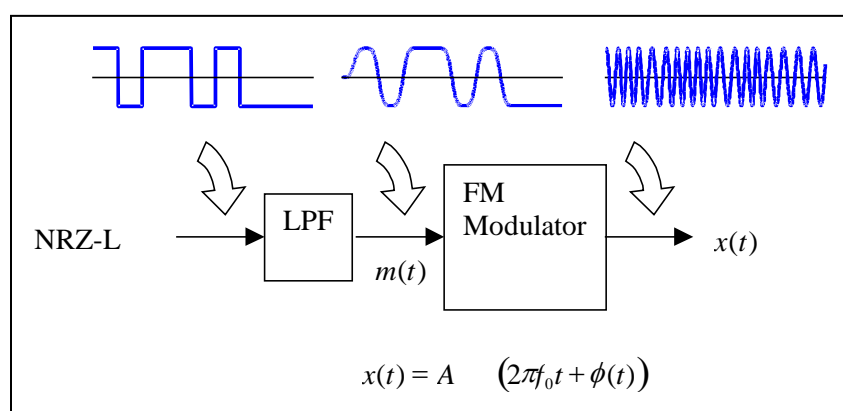 FM
Modulator
LPF
NRZ-L
m(t)
x(t)
x(t) = A (2πf₀t + ϕ(t))